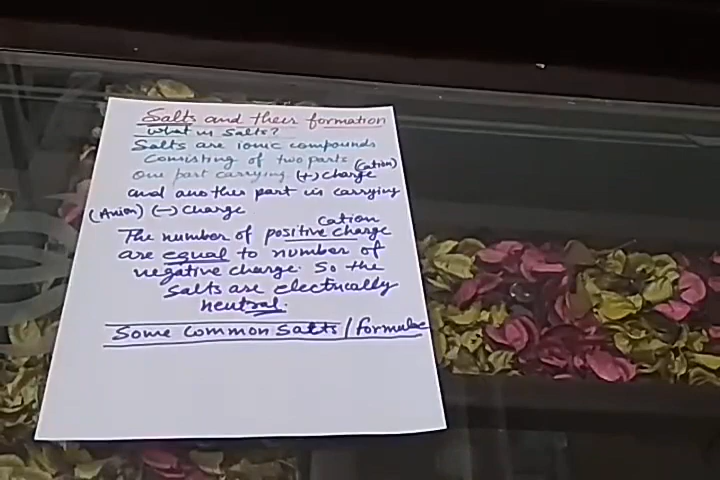 Salts and their formation
What is Salts?
Salts are ionic compounds
Consisting of two parts
One part carrying (+) charge (Cation)
and another part is carrying
(Anion) (-) charge
cation
The number of positive charge
are equal to number of
negative charge. So the
Salts are electrically
neutral.
Some common salts / formulae